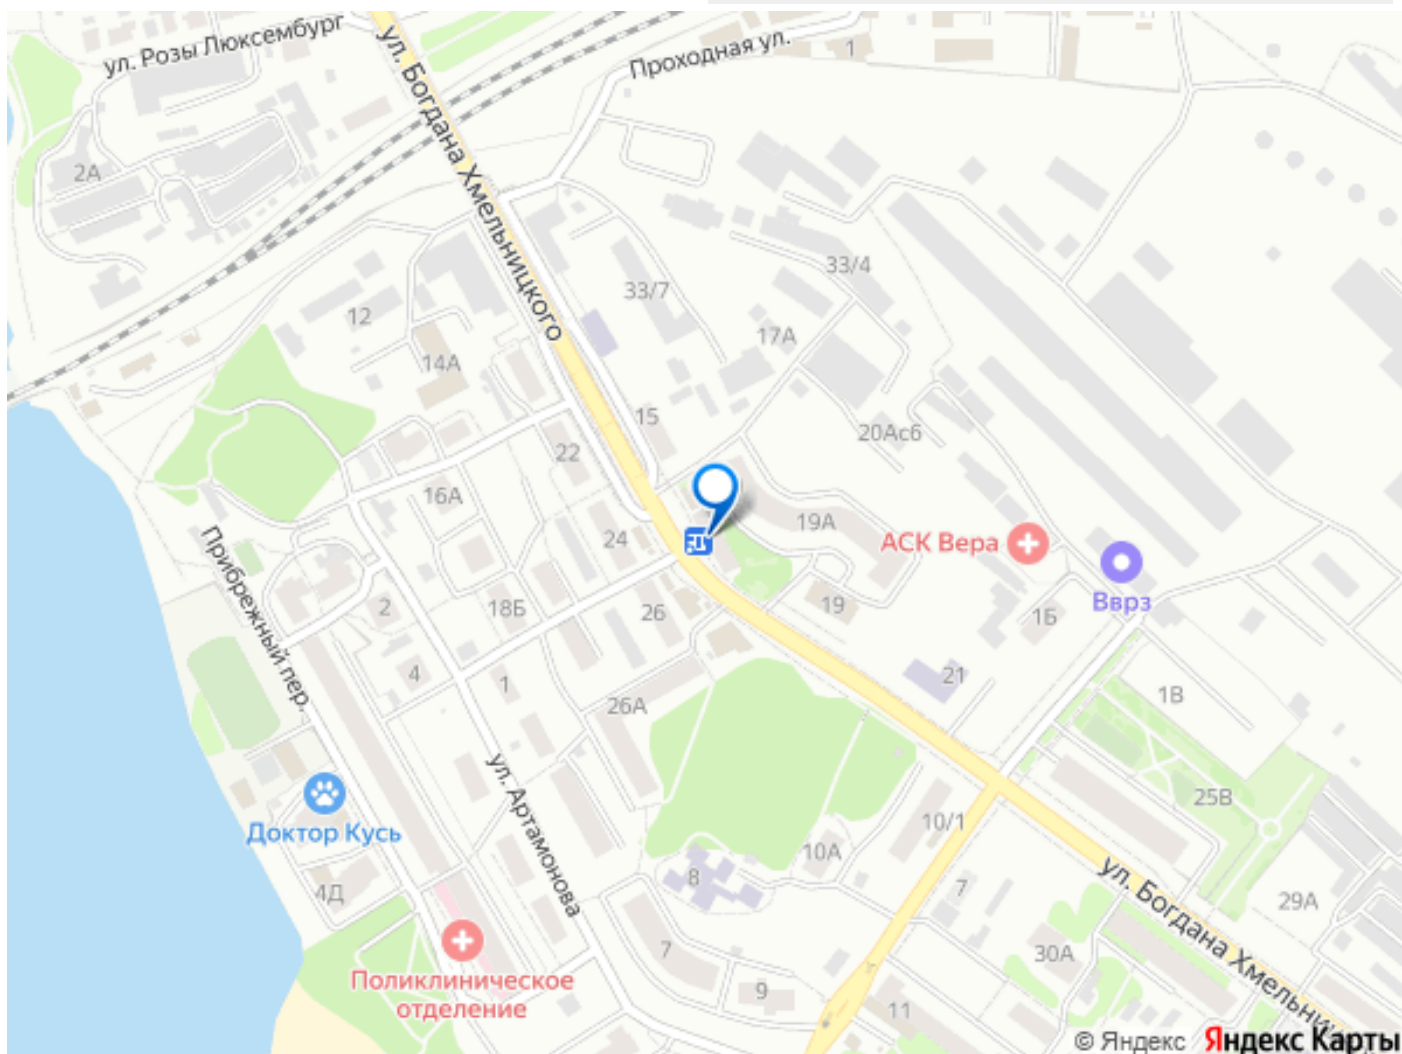 ул. Розы Люксембург
ул. Богдана Хмельницкого
Проходная ул.
1
2А
33/4
33/7
12
17А
14А
15
20Ас6
22
16А
19А
24
АСК Вера
Вврз
Прибрежный пер.
2
18Б
26
19
1Б
4
1
21
1В
26А
ул. Артамонова
Доктор Кусь
25В
10/1
10А
ул. Богдана Хмельниц
8
7
4Д
29А
7
30А
Поликлиническое
отделение
9
11
© Яндекс
Яндекс Карты